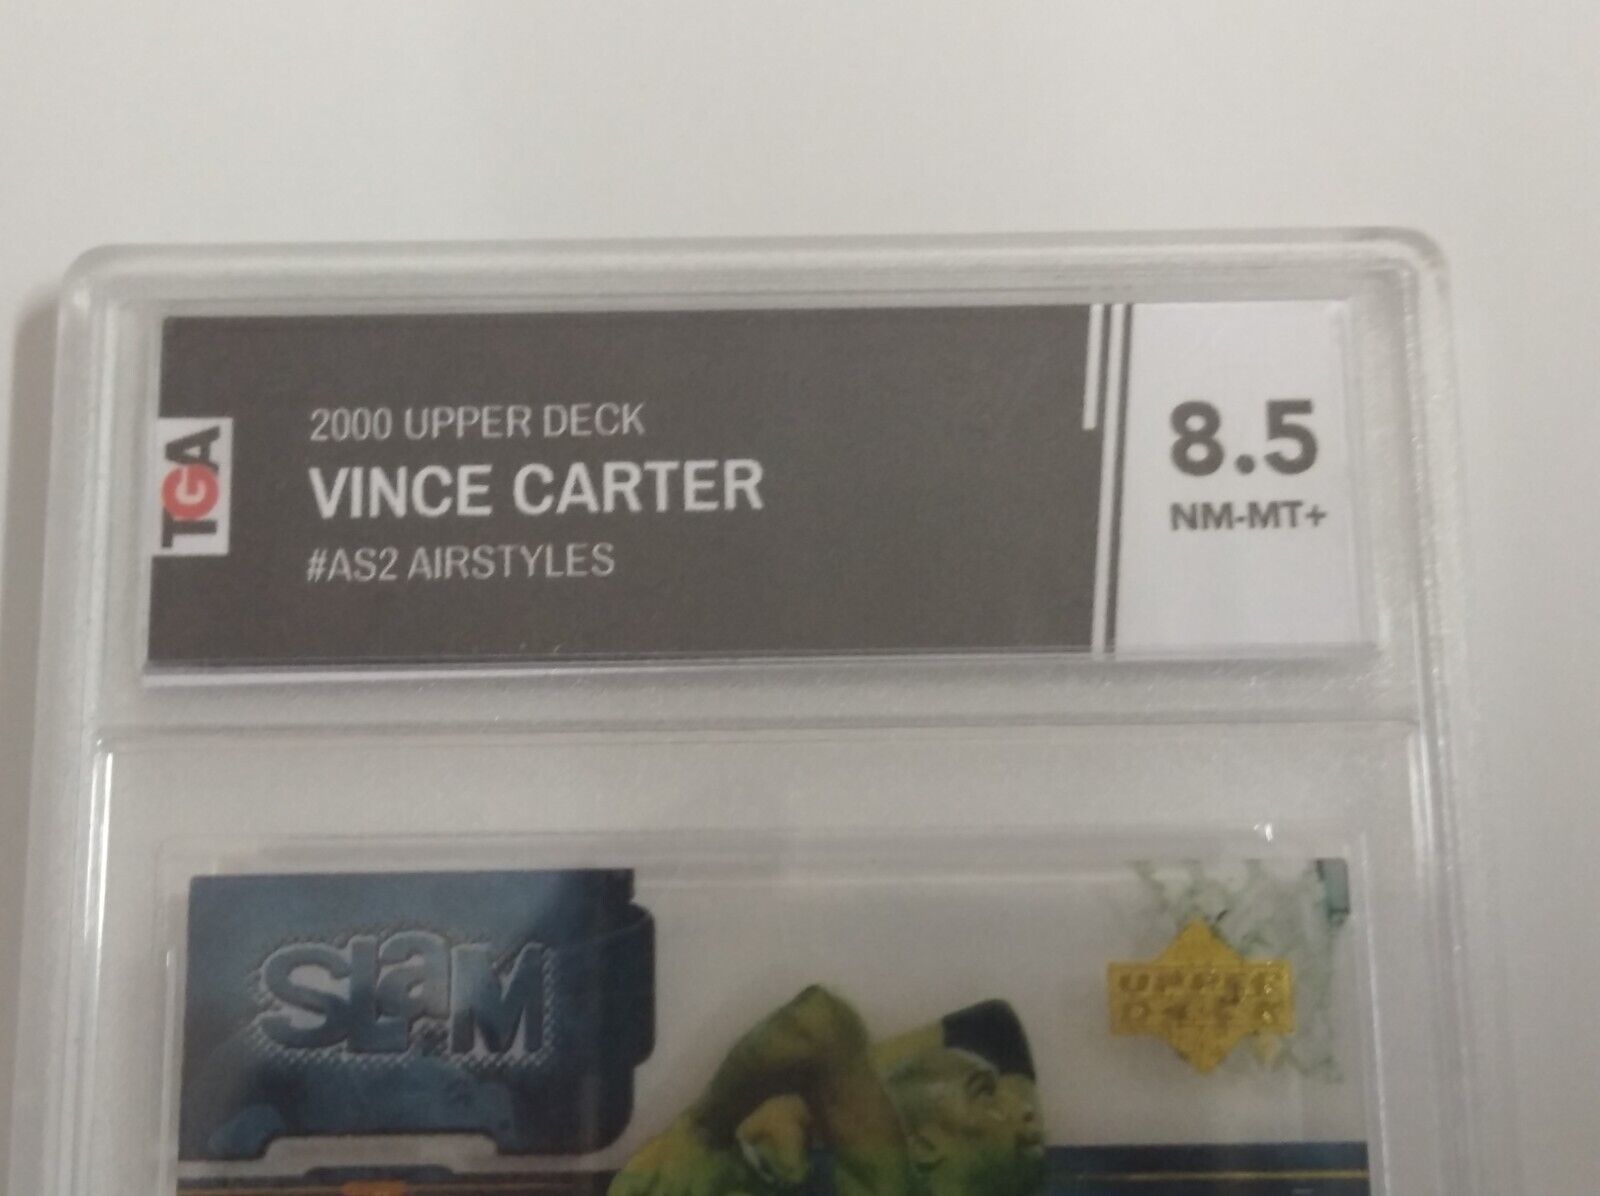 TGA
2000 UPPER DECK
VINCE CARTER
#AS2 AIRSTYLES
8.5
NM-MT+
SLaM
UPPER
DECK